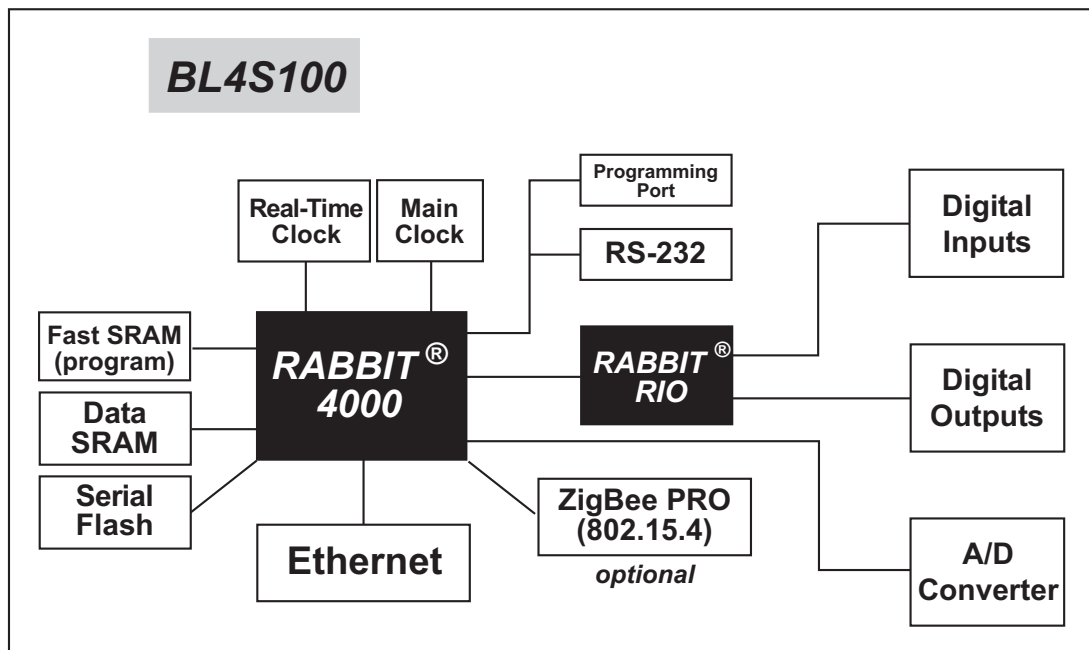 BL4S100
Programming
Port
Real-Time
Clock
Main
Clock
RS-232
Digital
Inputs
Fast SRAM
(program)
RABBIT®
4000
RABBIT®
RIO
Digital
Outputs
Data
SRAM
Serial
Flash
Ethernet
ZigBee PRO
(802.15.4)
optional
A/D
Converter